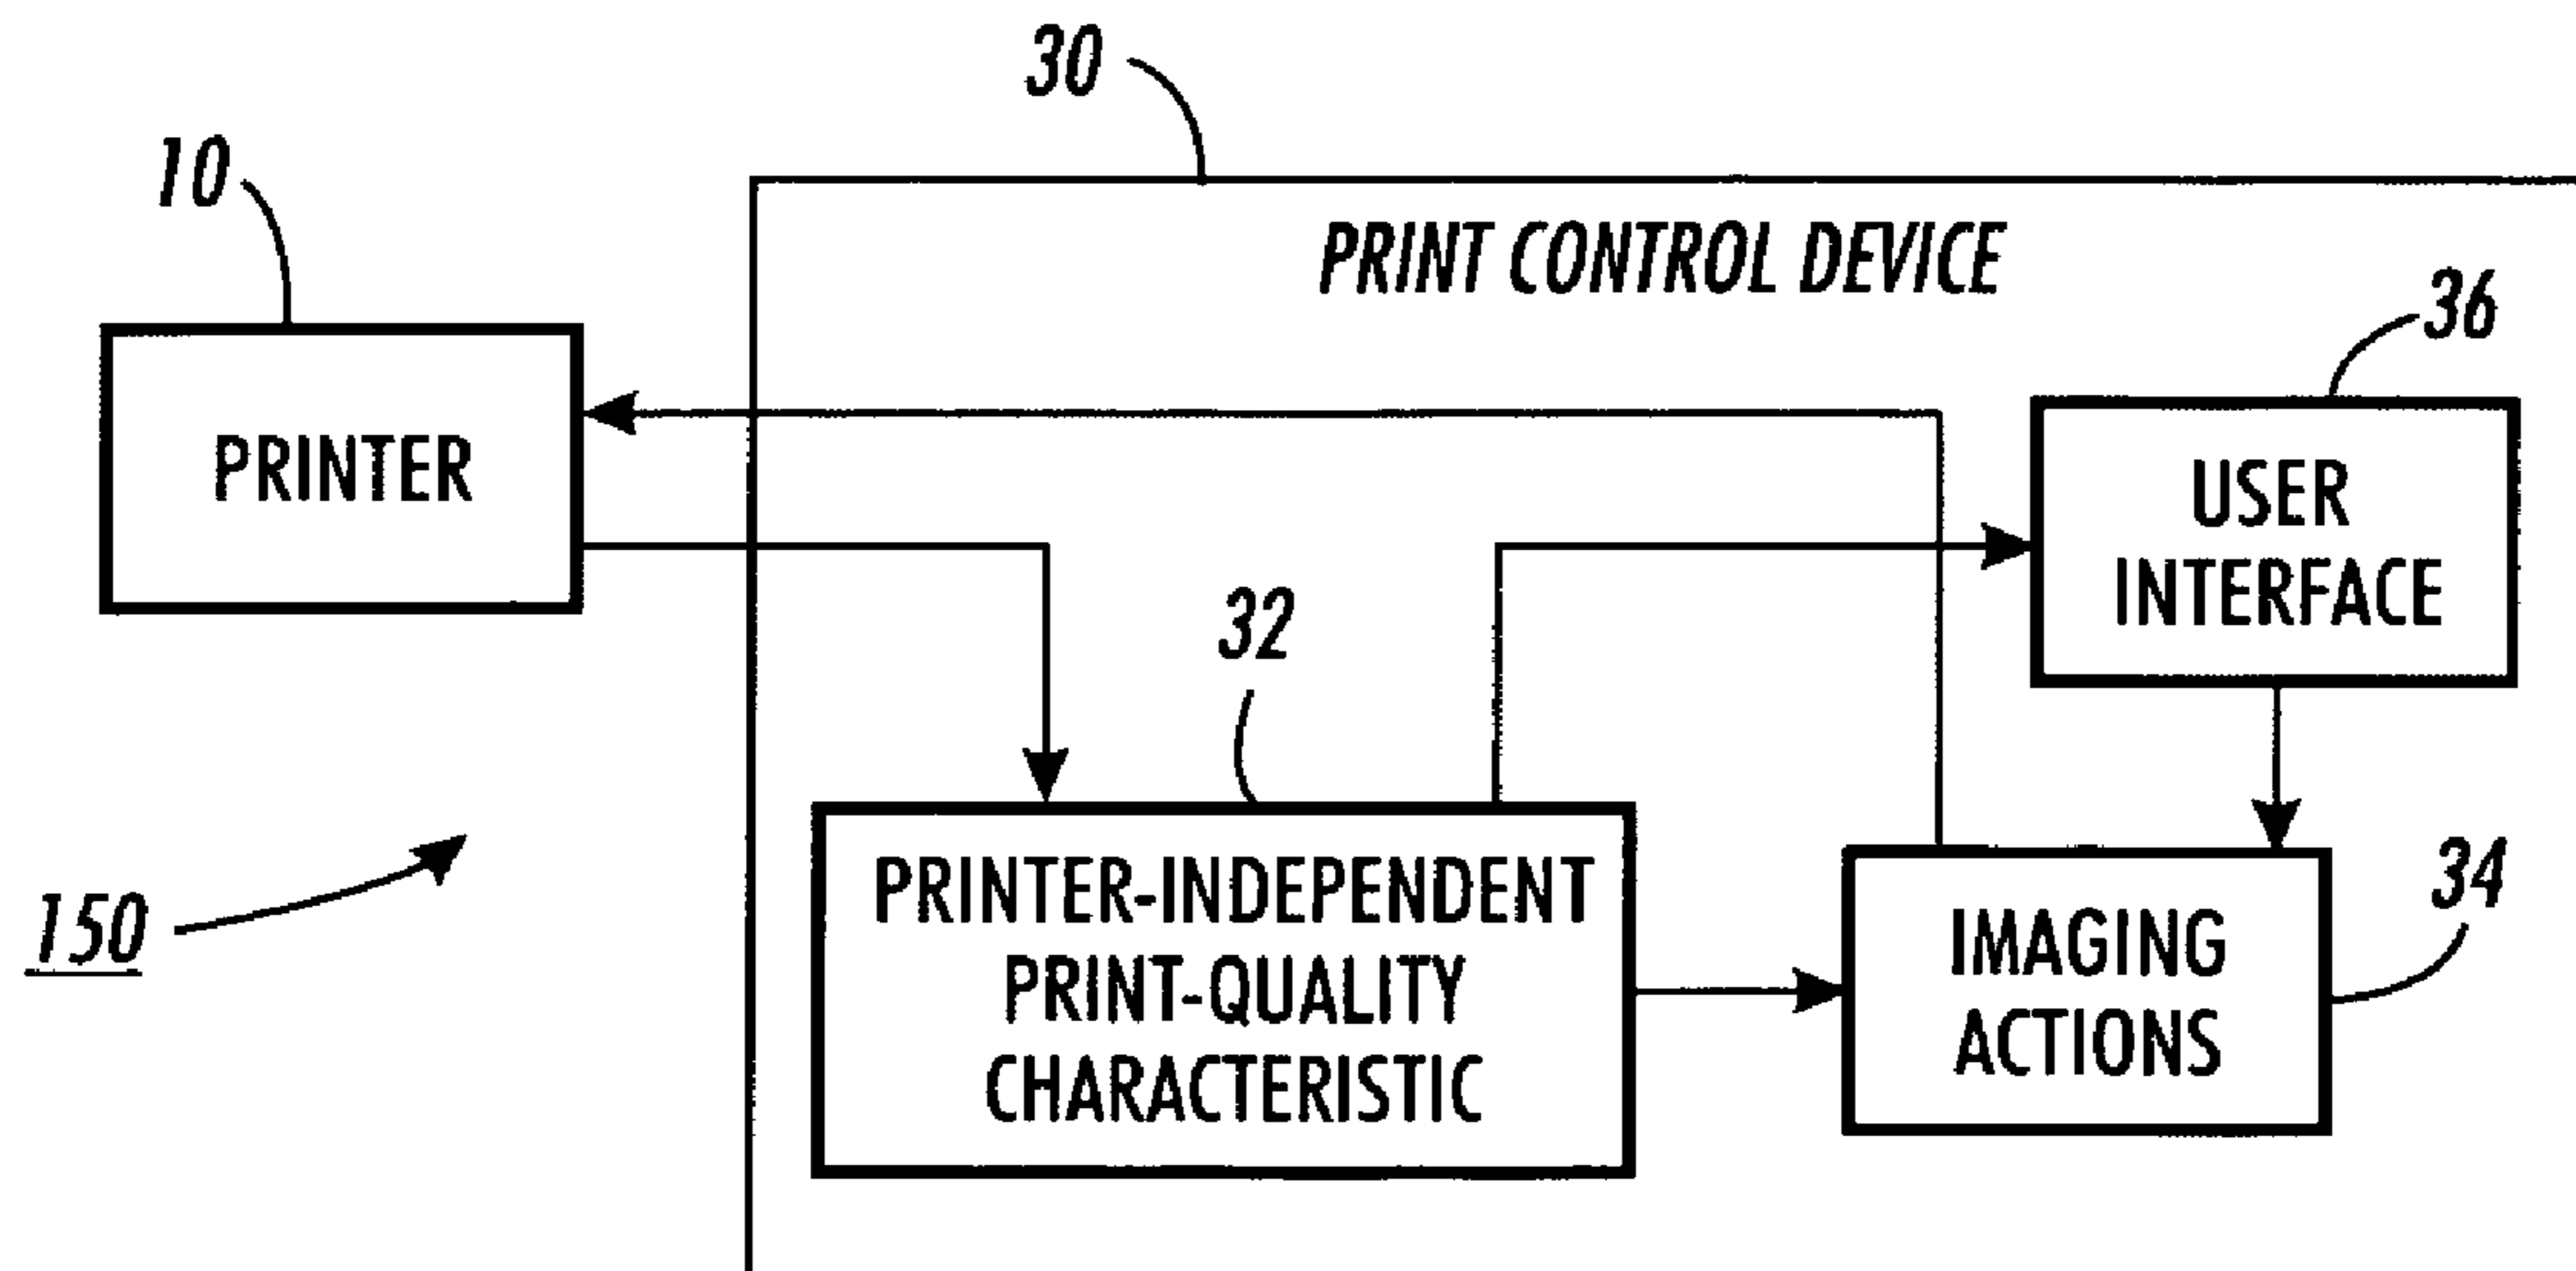 30
10
PRINT CONTROL DEVICE
36
PRINTER
USER
INTERFACE
32
34
150
PRINTER-INDEPENDENT
PRINT-QUALITY
CHARACTERISTIC
IMAGING
ACTIONS